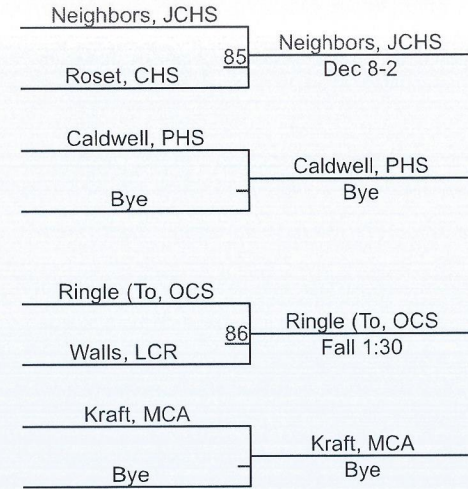 Neighbors, JCHS
85
Neighbors, JCHS
Roset, CHS
Dec 8-2
Caldwell, PHS
Caldwell, PHS
Bye
Bye
Ringle (To, OCS
86
Ringle (To, OCS
Walls, LCR
Fall 1:30
Kraft, MCA
Kraft, MCA
Bye
Bye